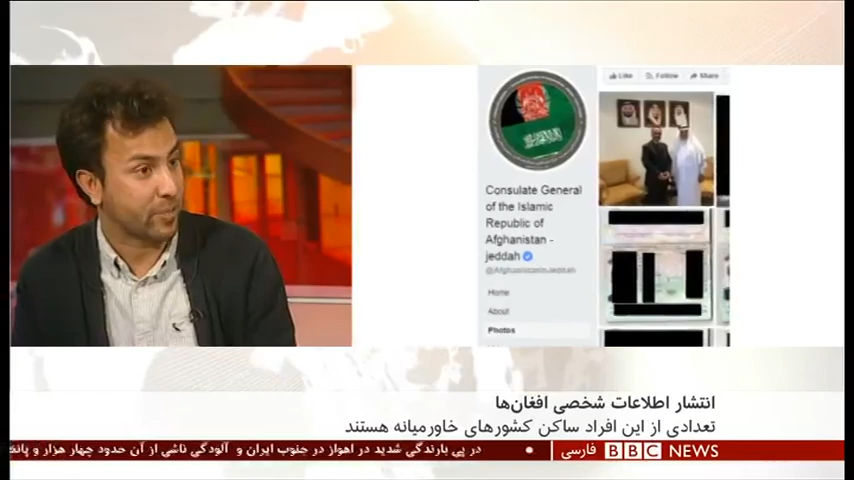 Like Follow Share
Consulate General
of the Islamic
Republic of
Afghanistan -
jeddah
@AfghanistanInJeddah
Home
About
Photos
انتشار اطلاعات شخصی افغان‌ها
تعدادی از این افراد ساکن کشورهای خاورمیانه هستند
BBC NEWS فارسی
در پی بارندگی شدید در اهواز در جنوب ایران و آلودگی ناشی از آن حدود چهار هزار و